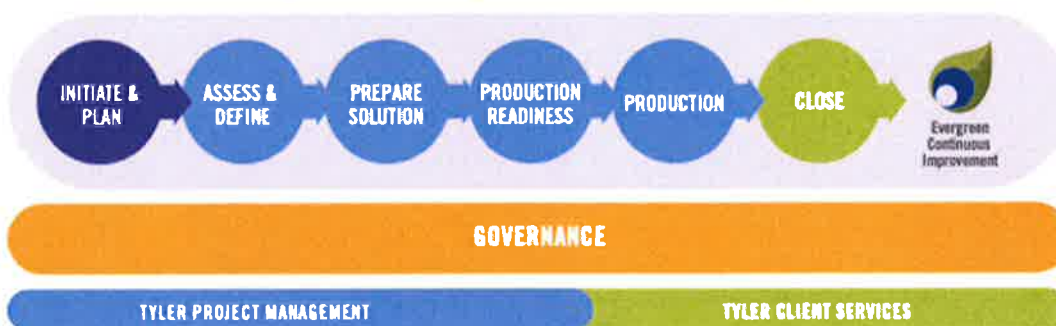 INITIATE &
PLAN
ASSESS &
DEFINE
PREPARE
SOLUTION
PRODUCTION
READINESS
PRODUCTION
CLOSE
Evergreen
Continuous
Improvement
GOVERNANCE
TYLER PROJECT MANAGEMENT
TYLER CLIENT SERVICES